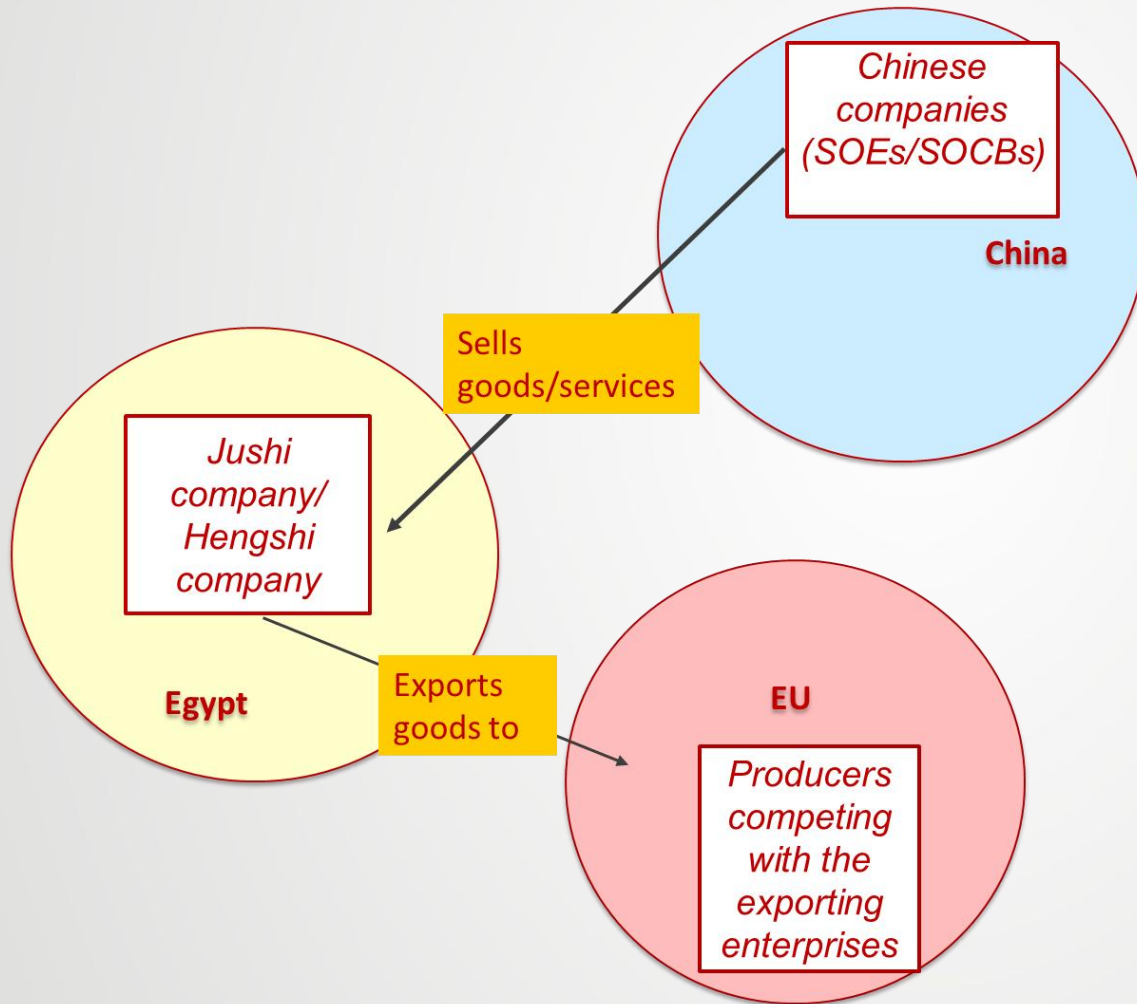 Chinese
companies
(SOEs/SOCBs)
China
Sells
goods/services
Jushi
company/
Hengshi
company
Egypt
Exports
goods to
EU
Producers
competing
with the
exporting
enterprises